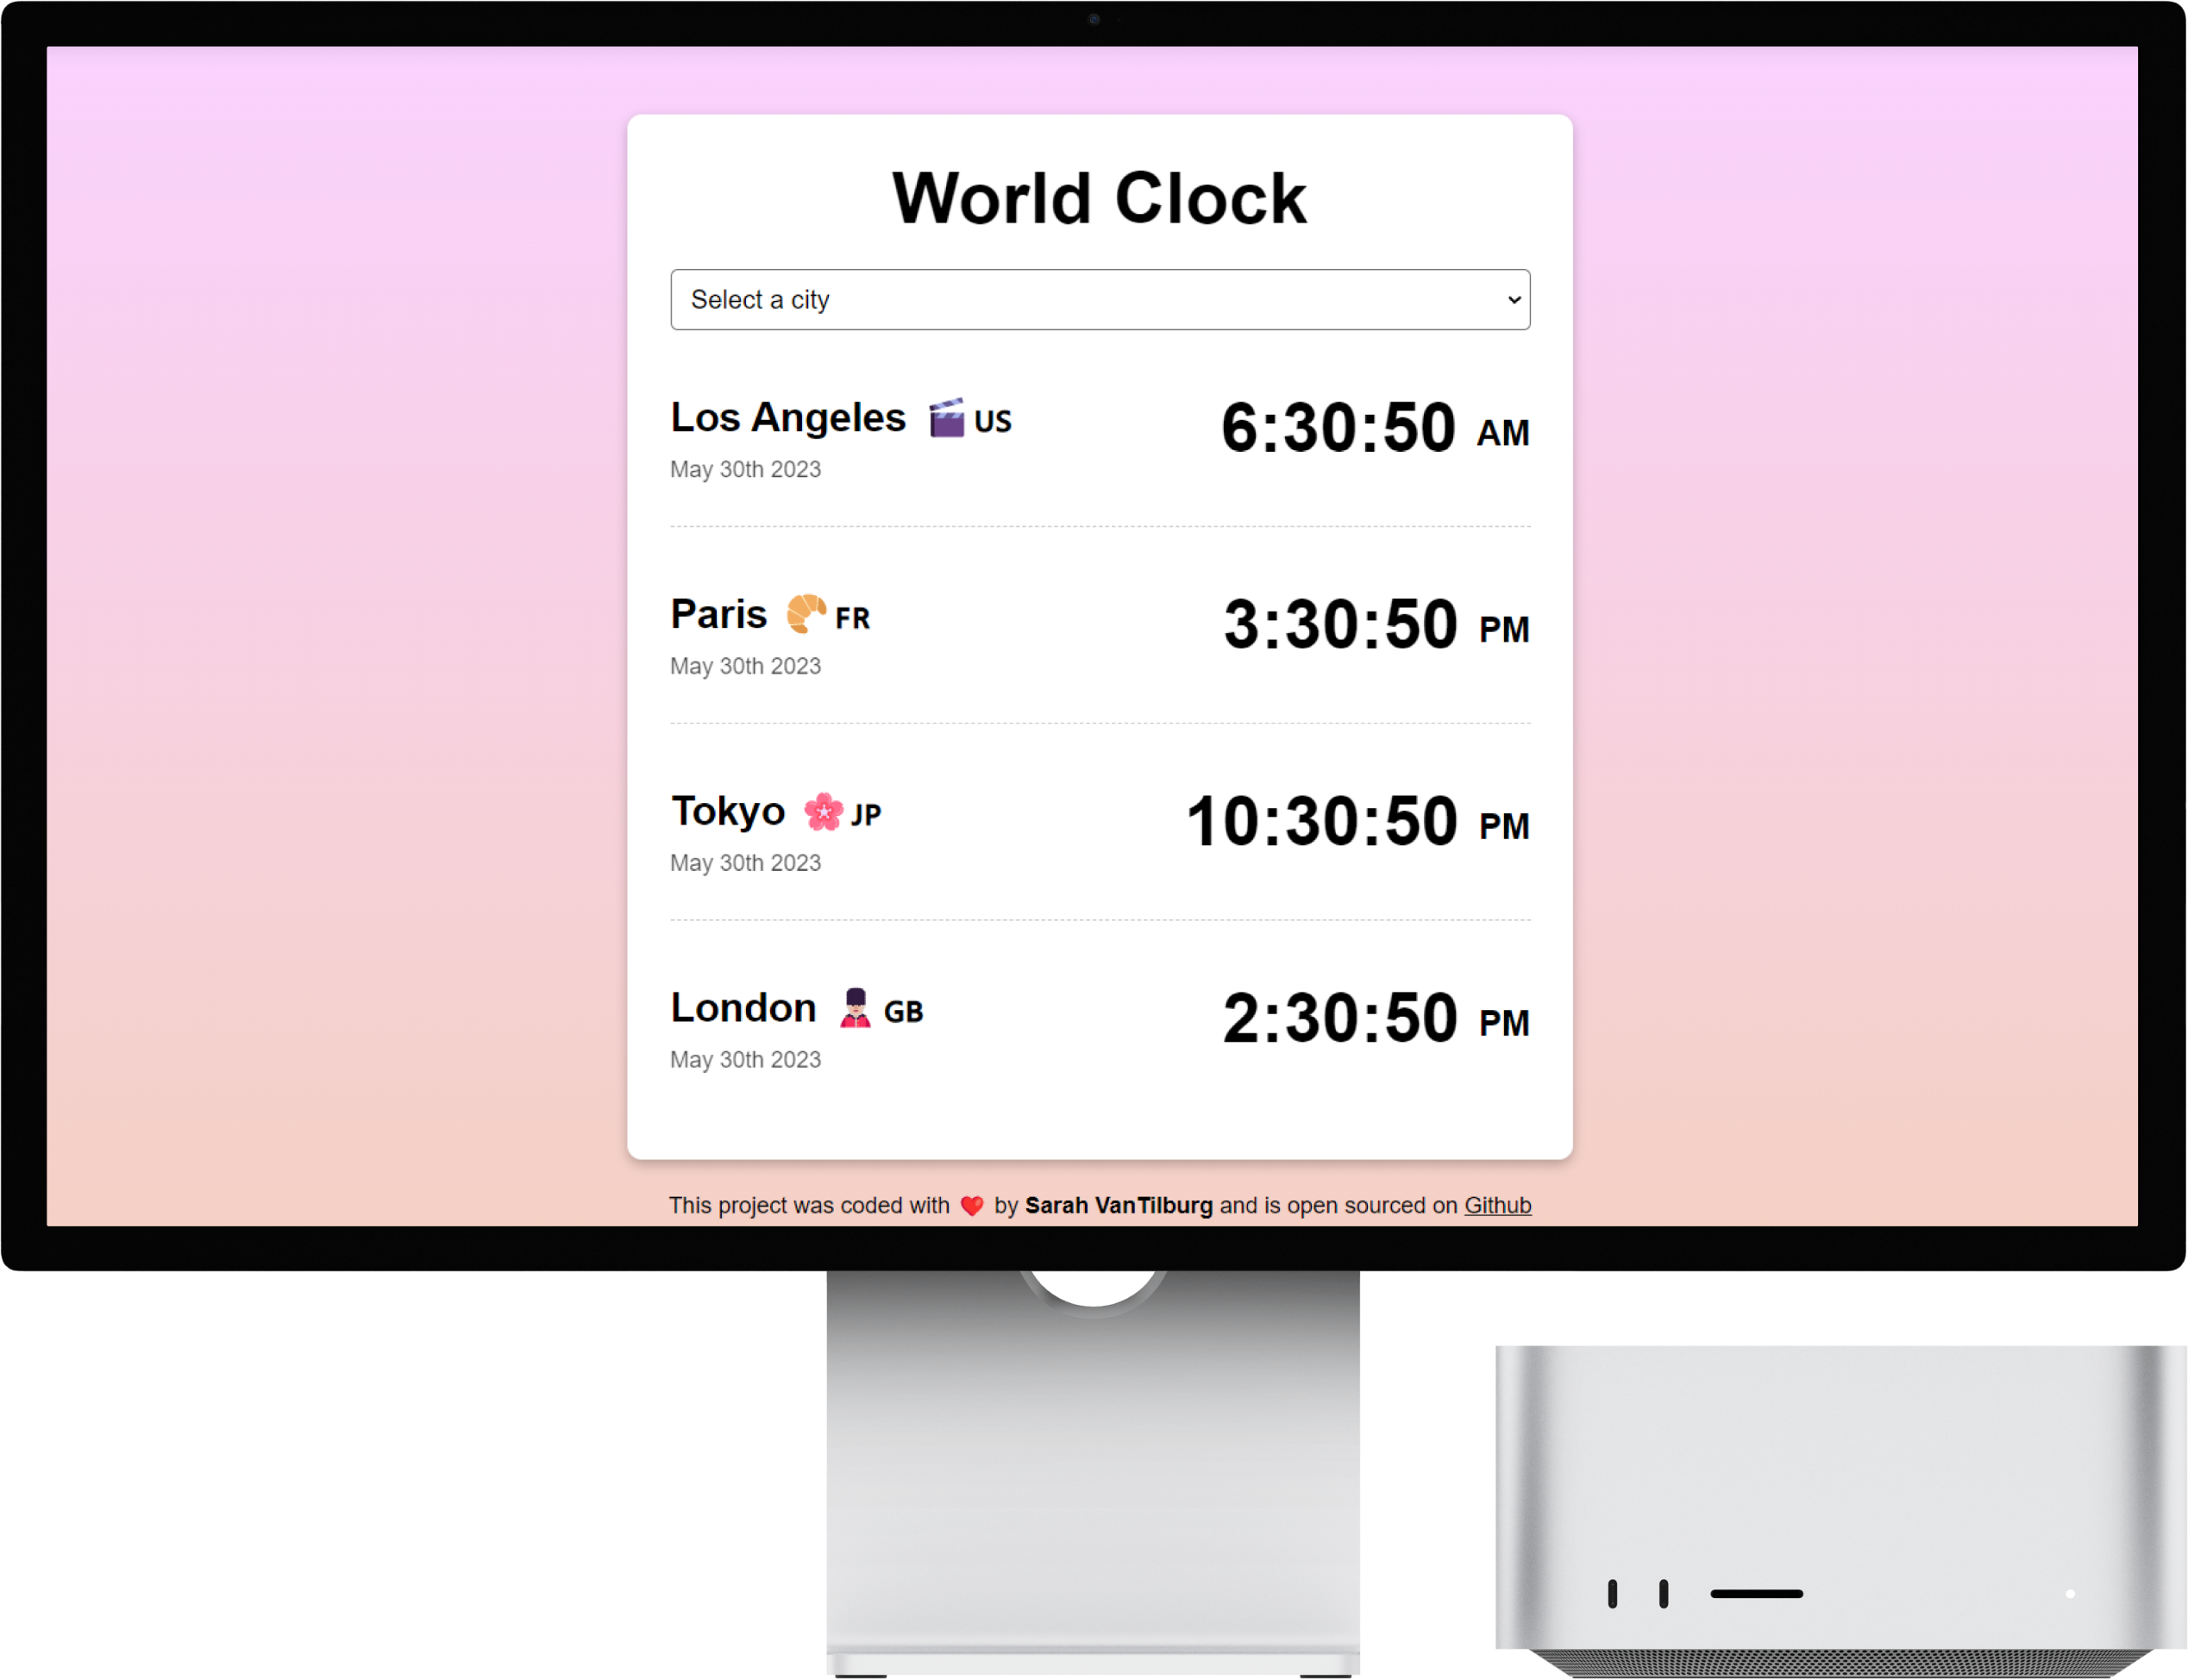 World Clock
Select a city
Los Angeles 🎬 US 6:30:50 AM
May 30th 2023
Paris 🥐 FR 3:30:50 PM
May 30th 2023
Tokyo 🌸 JP 10:30:50 PM
May 30th 2023
London 💂 GB 2:30:50 PM
May 30th 2023
This project was coded with ❤️ by Sarah VanTilburg and is open sourced on Github